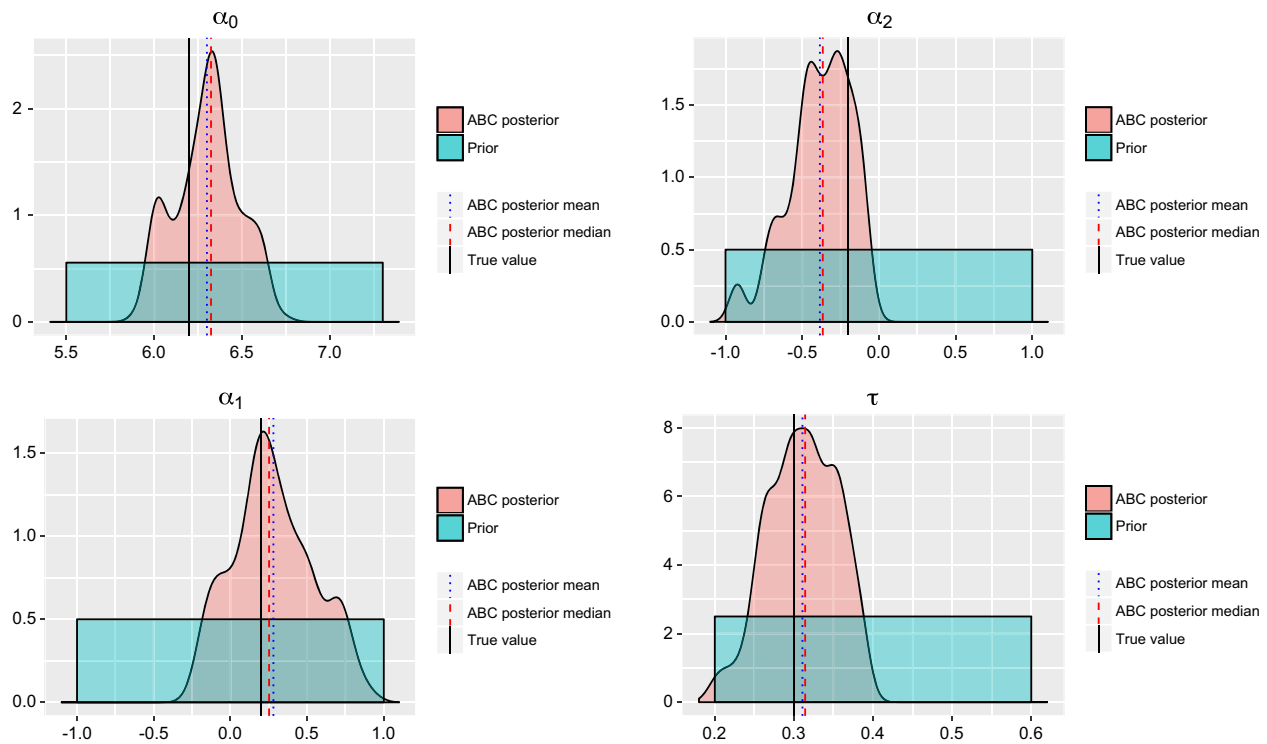 α0
2
1
0
5.5 6.0 6.5 7.0
ABC posterior
Prior
ABC posterior mean
ABC posterior median
True value
α2
1.5
1.0
0.5
0.0
-1.0 -0.5 0.0 0.5 1.0
ABC posterior
Prior
ABC posterior mean
ABC posterior median
True value
α1
1.5
1.0
0.5
0.0
-1.0 -0.5 0.0 0.5 1.0
ABC posterior
Prior
ABC posterior mean
ABC posterior median
True value
τ
8
6
4
2
0
0.2 0.3 0.4 0.5 0.6
ABC posterior
Prior
ABC posterior mean
ABC posterior median
True value